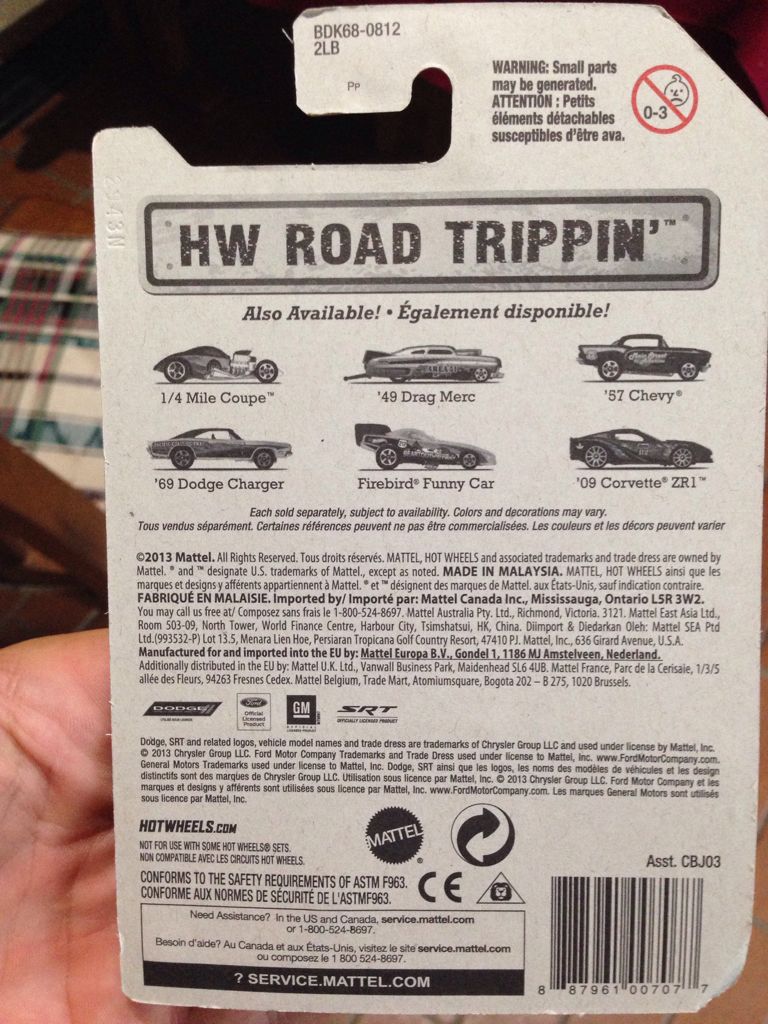 BDK68-0812
2LB
PP
WARNING: Small parts
may be generated.
ATTENTION : Petits
éléments détachables
susceptibles d'être ava.
0-3
HW ROAD TRIPPIN'™
Also Available! • Également disponible!
1/4 Mile Coupe™
'49 Drag Merc
'57 Chevy®
'69 Dodge Charger
Firebird® Funny Car
'09 Corvette® ZR1™
Each sold separately, subject to availability. Colors and decorations may vary.
Tous vendus séparément. Certaines références peuvent ne pas être commercialisées. Les couleurs et les décors peuvent varier
©2013 Mattel. All Rights Reserved. Tous droits réservés. MATTEL, HOT WHEELS and associated trademarks and trade dress are owned by
Mattel. ® and ™ designate U.S. trademarks of Mattel., except as noted. MADE IN MALAYSIA. MATTEL, HOT WHEELS ainsi que les
marques et designs y afférents appartiennent à Mattel. ® et ™ désignent des marques de Mattel. aux États-Unis, sauf indication contraire.
FABRIQUÉ EN MALAISIE. Imported by/ Importé par: Mattel Canada Inc., Mississauga, Ontario L5R 3W2.
You may call us free at/ Composez sans frais le 1-800-524-8697. Mattel Australia Pty. Ltd., Richmond, Victoria. 3121. Mattel East Asia Ltd.,
Room 503-09, North Tower, World Finance Centre, Harbour City, Tsimshatsui, HK, China. Diimport & Diedarkan Oleh: Mattel SEA Ptd
Ltd.(993532-P) Lot 13.5, Menara Lien Hoe, Persiaran Tropicana Golf Country Resort, 47410 PJ. Mattel, Inc., 636 Girard Avenue, U.S.A.
Manufactured for and imported into the EU by: Mattel Europa B.V., Gondel 1, 1186 MJ Amstelveen, Nederland.
Additionally distributed in the EU by: Mattel U.K. Ltd., Vanwall Business Park, Maidenhead SL6 4UB. Mattel France, Parc de la Cerisaie, 1/3/5
allée des Fleurs, 94263 Fresnes Cedex. Mattel Belgium, Trade Mart, Atomiumsquare, Bogota 202 – B 275, 1020 Brussels.
DODGE
Ford
Official
Licensed
Product
GM
SRT
OFFICIALLY LICENSED PRODUCT
Dodge, SRT and related logos, vehicle model names and trade dress are trademarks of Chrysler Group LLC and used under license by Mattel, Inc.
© 2013 Chrysler Group LLC. Ford Motor Company Trademarks and Trade Dress used under license to Mattel, Inc. www.FordMotorCompany.com.
General Motors Trademarks used under license to Mattel, Inc. Dodge, SRT ainsi que les logos, les noms des modèles de véhicules et les design
distinctifs sont des marques de Chrysler Group LLC. Utilisation sous licence par Mattel, Inc. © 2013 Chrysler Group LLC. Ford Motor Company et les
marques et designs y afférents sont utilisés sous licence par Mattel, Inc. www.FordMotorCompany.com. Les marques General Motors sont utilisés
sous licence par Mattel, Inc.
HOTWHEELS.COM
NOT FOR USE WITH SOME HOT WHEELS® SETS.
NON COMPATIBLE AVEC LES CIRCUITS HOT WHEELS.
MATTEL®
Asst. CBJ03
CONFORMS TO THE SAFETY REQUIREMENTS OF ASTM F963.
CONFORME AUX NORMES DE SÉCURITÉ DE L'ASTMF963.
CE
Need Assistance? In the US and Canada, service.mattel.com
or 1-800-524-8697.
Besoin d'aide? Au Canada et aux États-Unis, visitez le site service.mattel.com
ou composez le 1 800 524-8697.
? SERVICE.MATTEL.COM
8 87961 00707 7